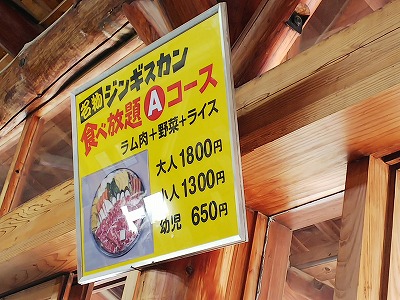 名物ジンギスカン
食べ放題Aコース
ラム肉+野菜+ライス
大人1800円
小人1300円
幼児 650円